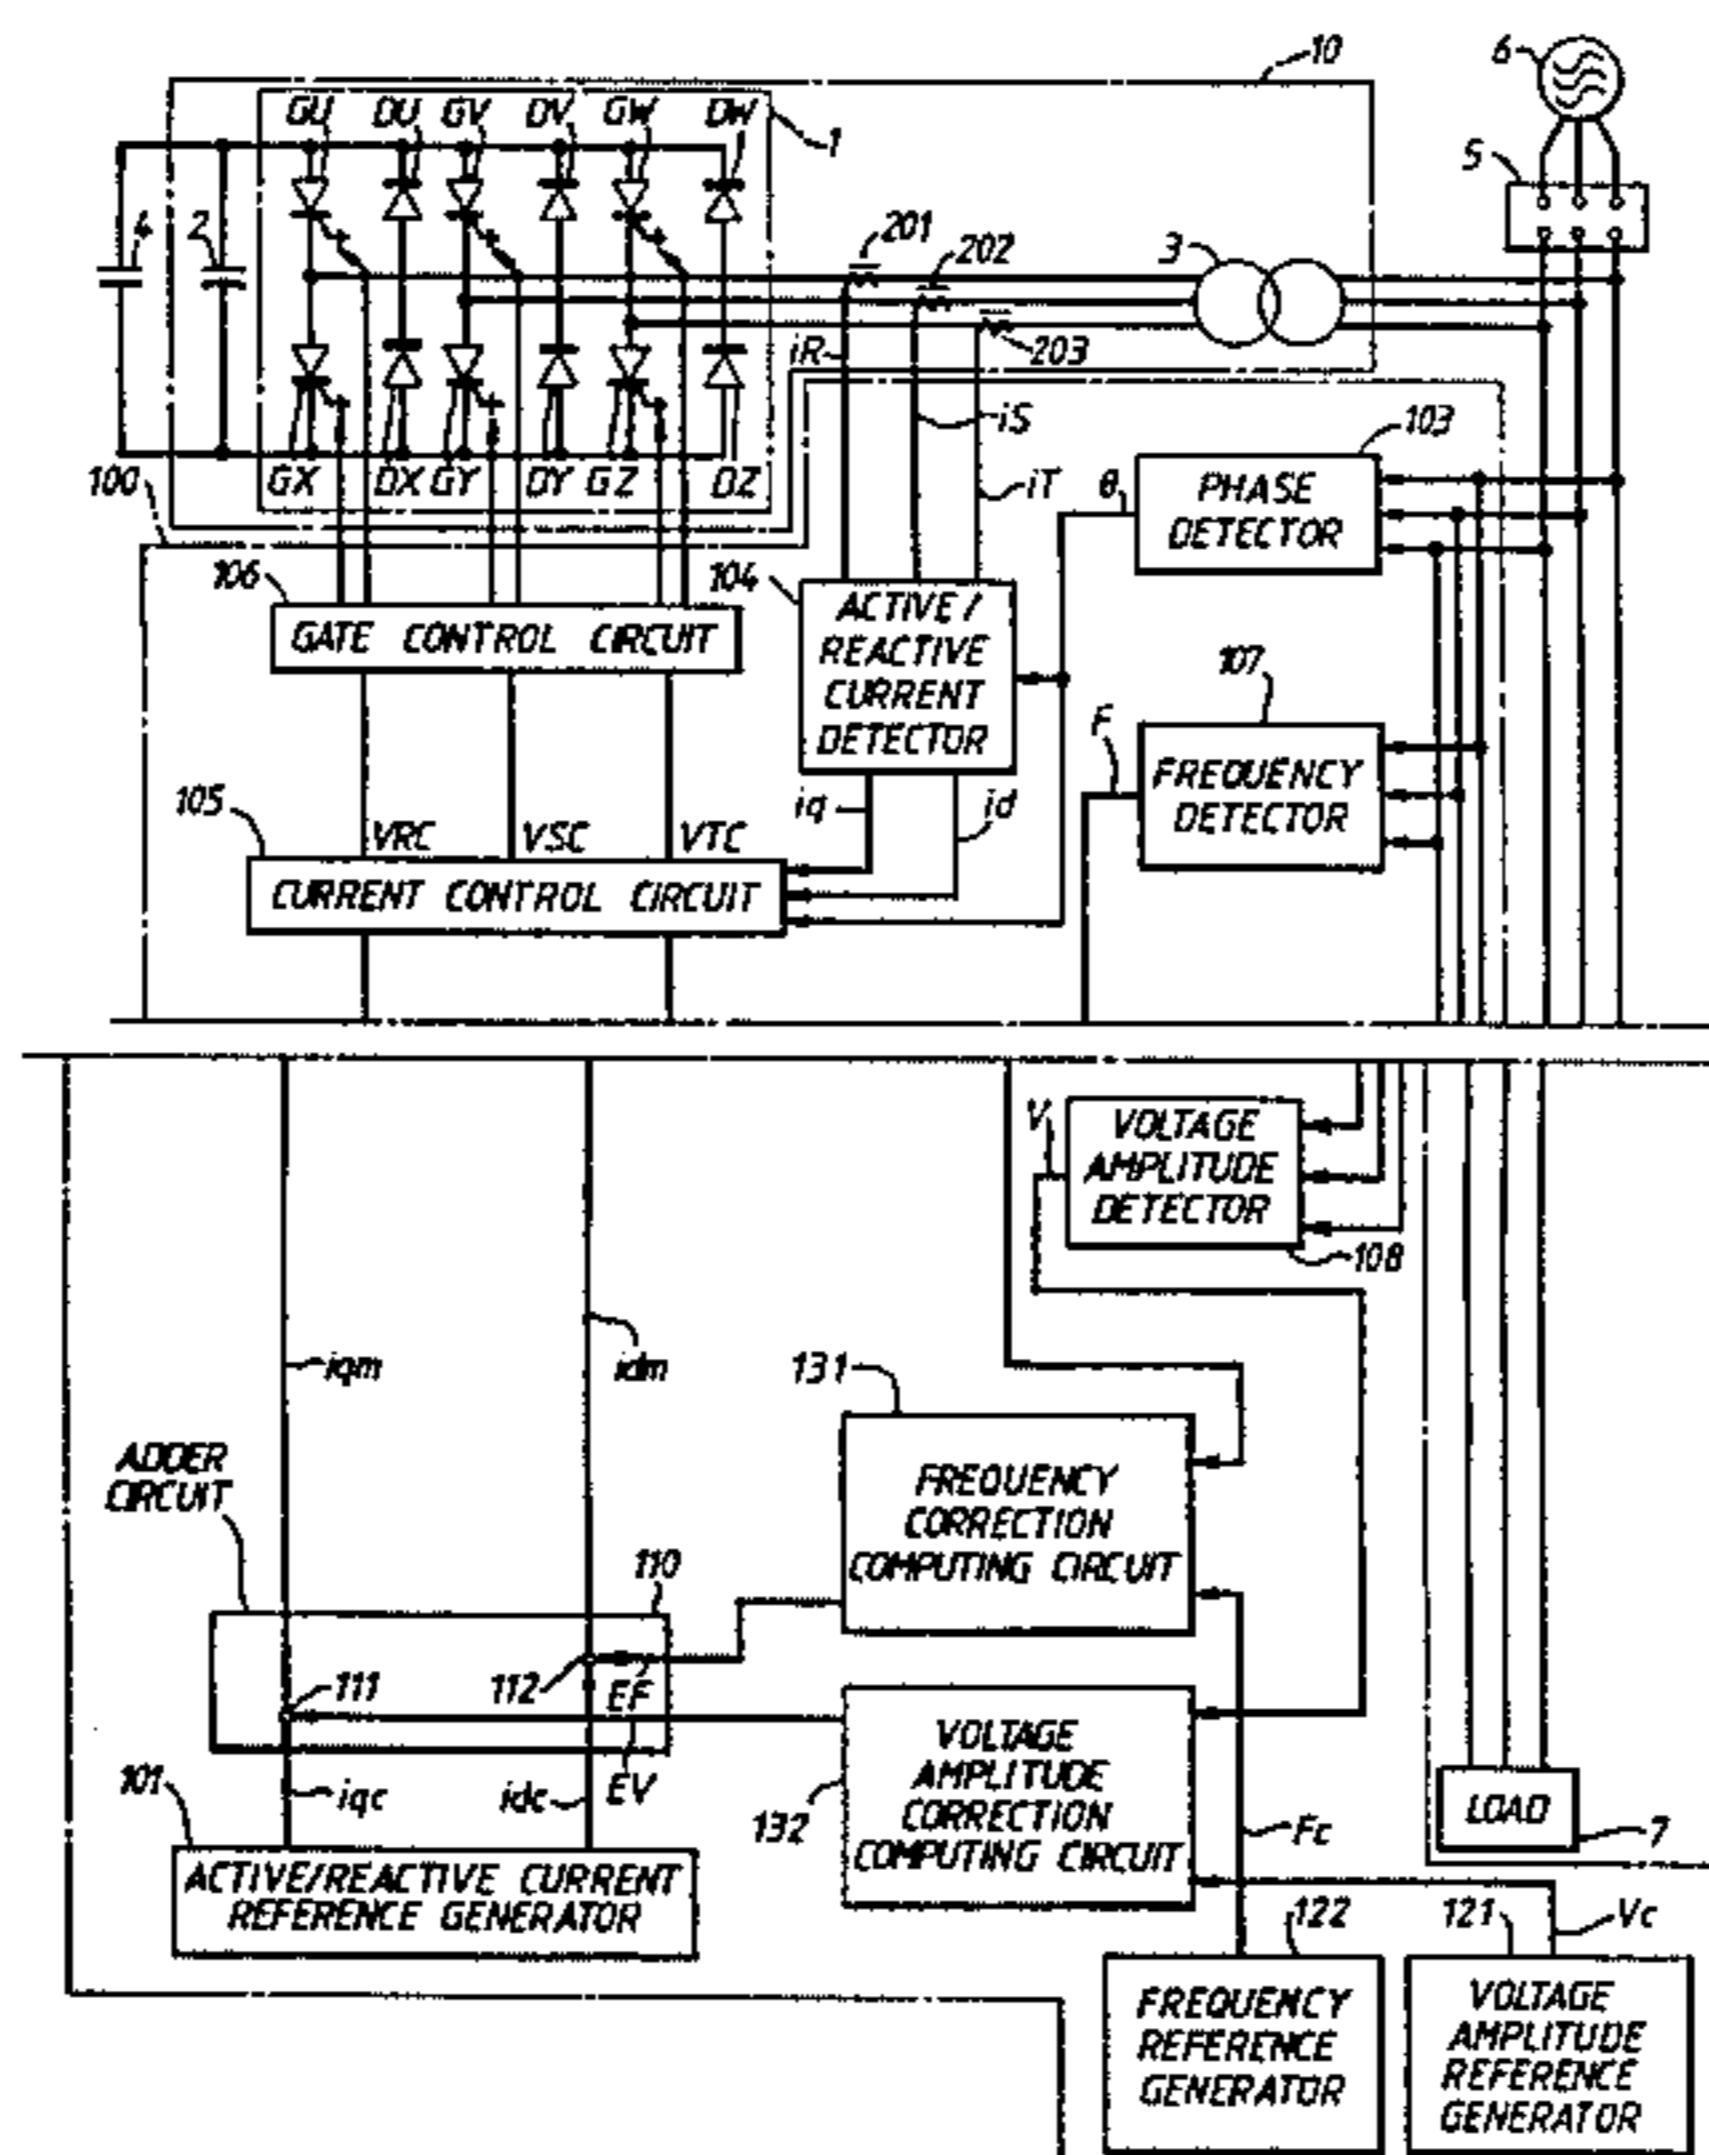 10
6
GU DU GV DV GW DW
1
5
4
2
201
202
3
iR
203
iS
103
100
GX DX GY DY GZ DZ
iT
θ
PHASE
DETECTOR
106
104
GATE CONTROL CIRCUIT
ACTIVE/
REACTIVE
CURRENT
DETECTOR
107
F
FREQUENCY
DETECTOR
105
VRC
VSC
VTC
iq
id
CURRENT CONTROL CIRCUIT
V
VOLTAGE
AMPLITUDE
DETECTOR
108
iqm
idm
131
ADDER
CIRCUIT
FREQUENCY
CORRECTION
COMPUTING CIRCUIT
110
111
112
EF
VOLTAGE
AMPLITUDE
CORRECTION
COMPUTING CIRCUIT
101
iqc
idc
EV
132
Fc
LOAD
7
ACTIVE/REACTIVE CURRENT
REFERENCE GENERATOR
122
121
Vc
FREQUENCY
REFERENCE
GENERATOR
VOLTAGE
AMPLITUDE
REFERENCE
GENERATOR